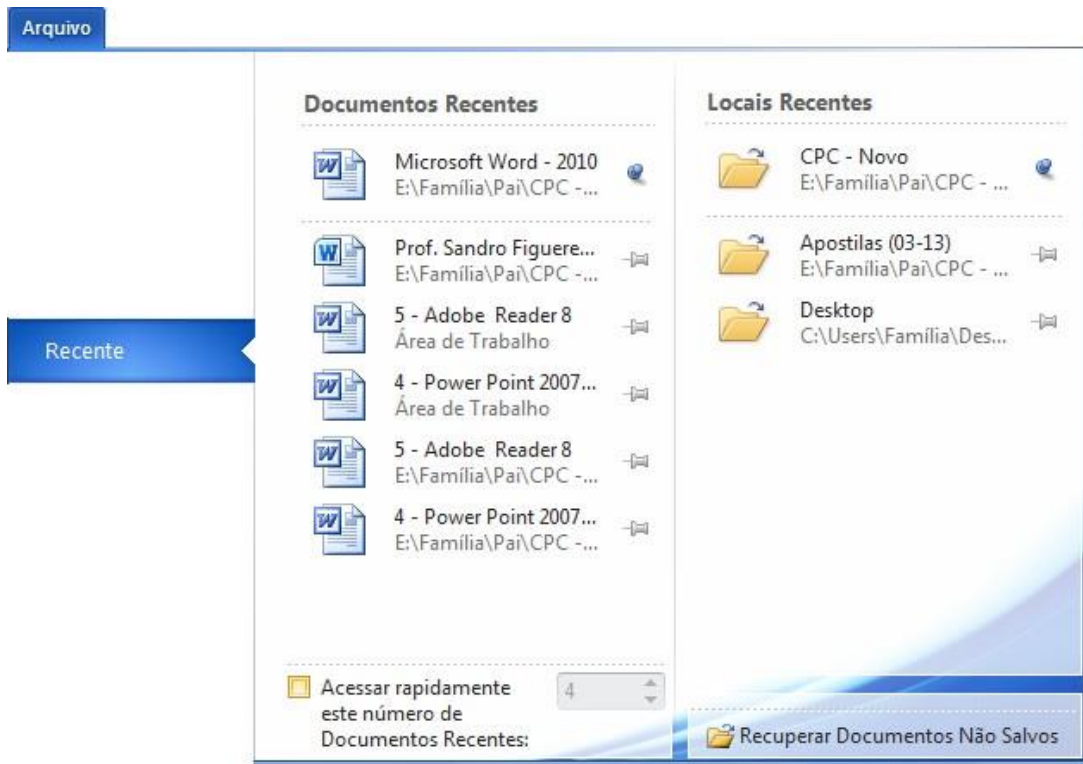 Arquivo
Recente
Documentos Recentes
Microsoft Word - 2010
E:\Família\Pai\CPC -...
Prof. Sandro Figuere...
E:\Família\Pai\CPC -...
5 - Adobe Reader 8
Área de Trabalho
4 - Power Point 2007...
Área de Trabalho
5 - Adobe Reader 8
E:\Família\Pai\CPC -...
4 - Power Point 2007...
E:\Família\Pai\CPC -...
Acessar rapidamente
este número de
Documentos Recentes:
4
Locais Recentes
CPC - Novo
E:\Família\Pai\CPC - ...
Apostilas (03-13)
E:\Família\Pai\CPC - ...
Desktop
C:\Users\Família\Des...
Recuperar Documentos Não Salvos